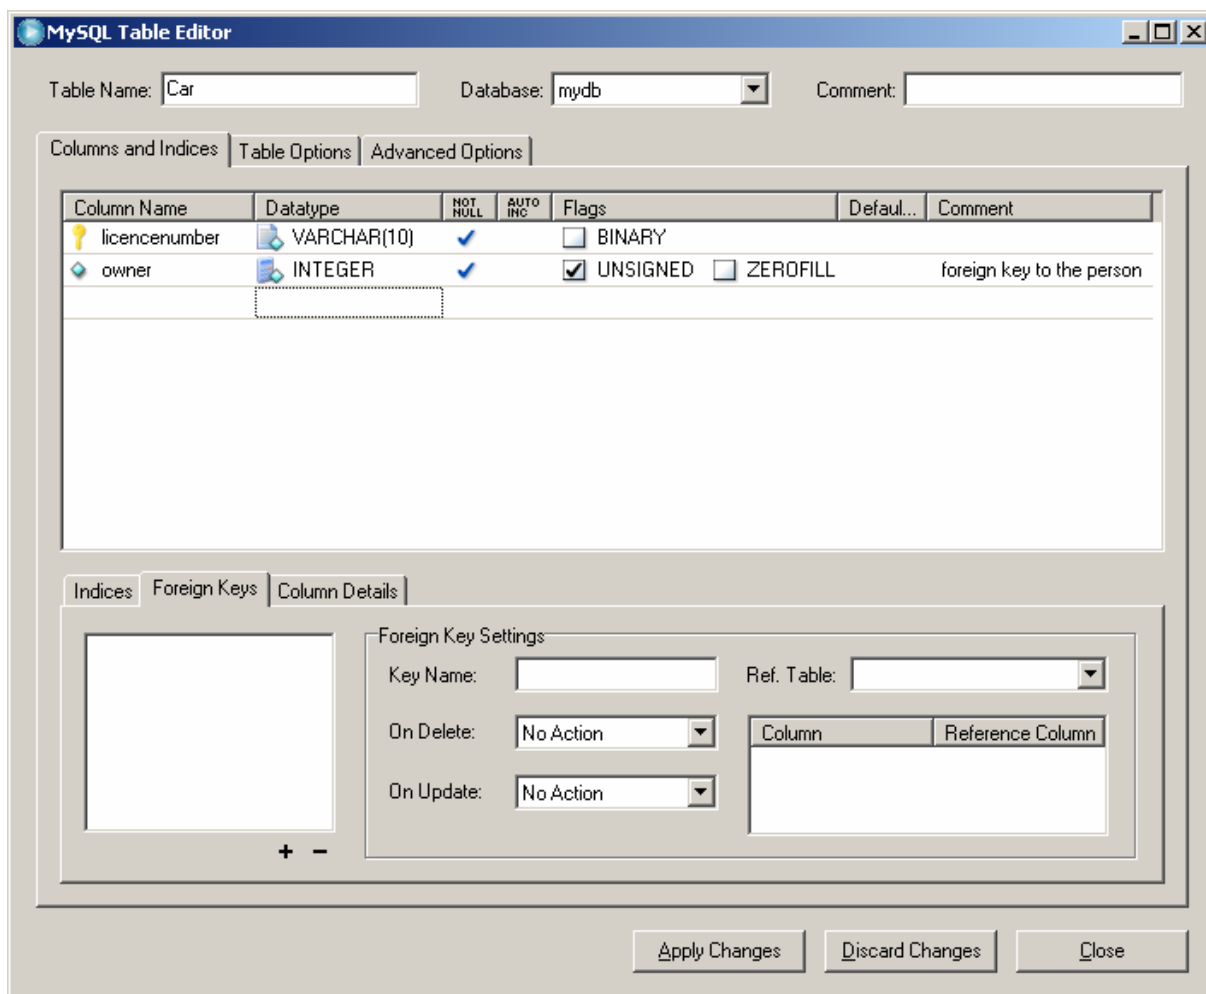 MySQL Table Editor
Table Name: Car Database: mydb Comment:
Columns and Indices Table Options Advanced Options
Column Name Datatype NOT NULL AUTO INC Flags Defaul... Comment
licencenumber VARCHAR(10) BINARY
owner INTEGER UNSIGNED ZEROFILL foreign key to the person
Indices Foreign Keys Column Details
Foreign Key Settings
Key Name: Ref. Table:
On Delete: No Action Column Reference Column
On Update: No Action
+ −
Apply Changes Discard Changes Close